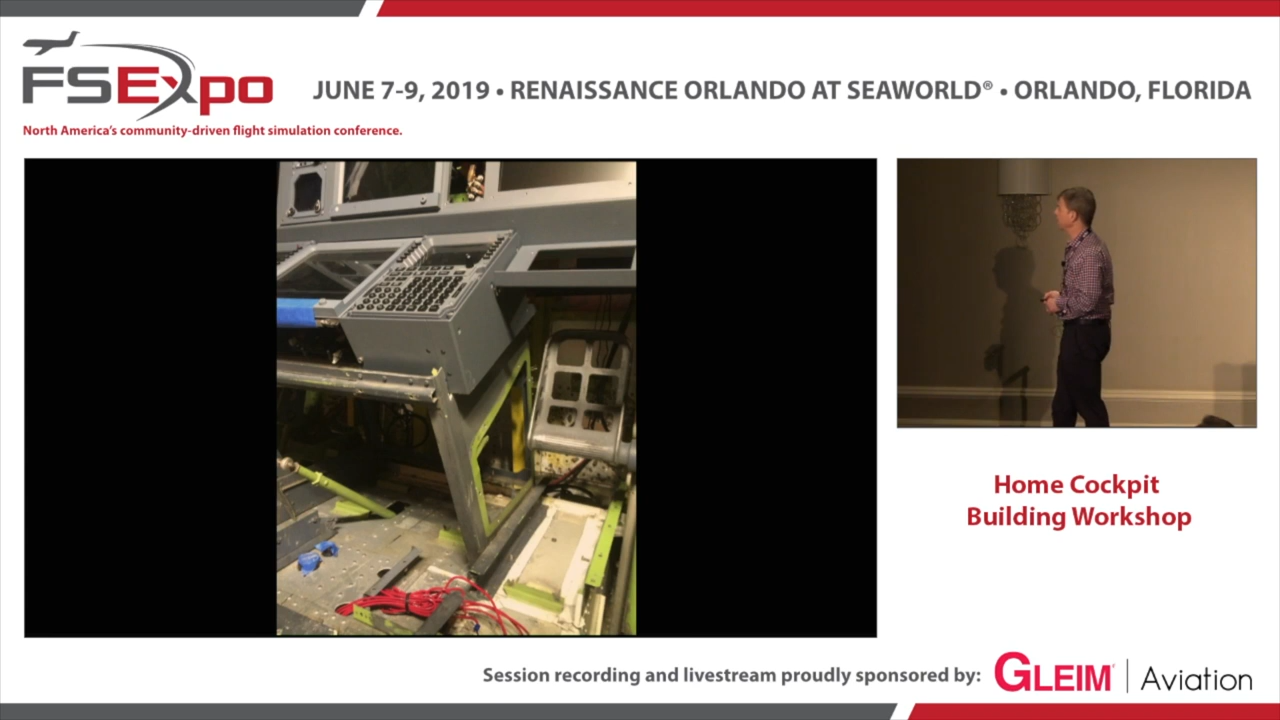 FSExpo
JUNE 7-9, 2019 • RENAISSANCE ORLANDO AT SEAWORLD® • ORLANDO, FLORIDA
North America's community-driven flight simulation conference.
Home Cockpit
Building Workshop
Session recording and livestream proudly sponsored by:
GLEIM® | Aviation